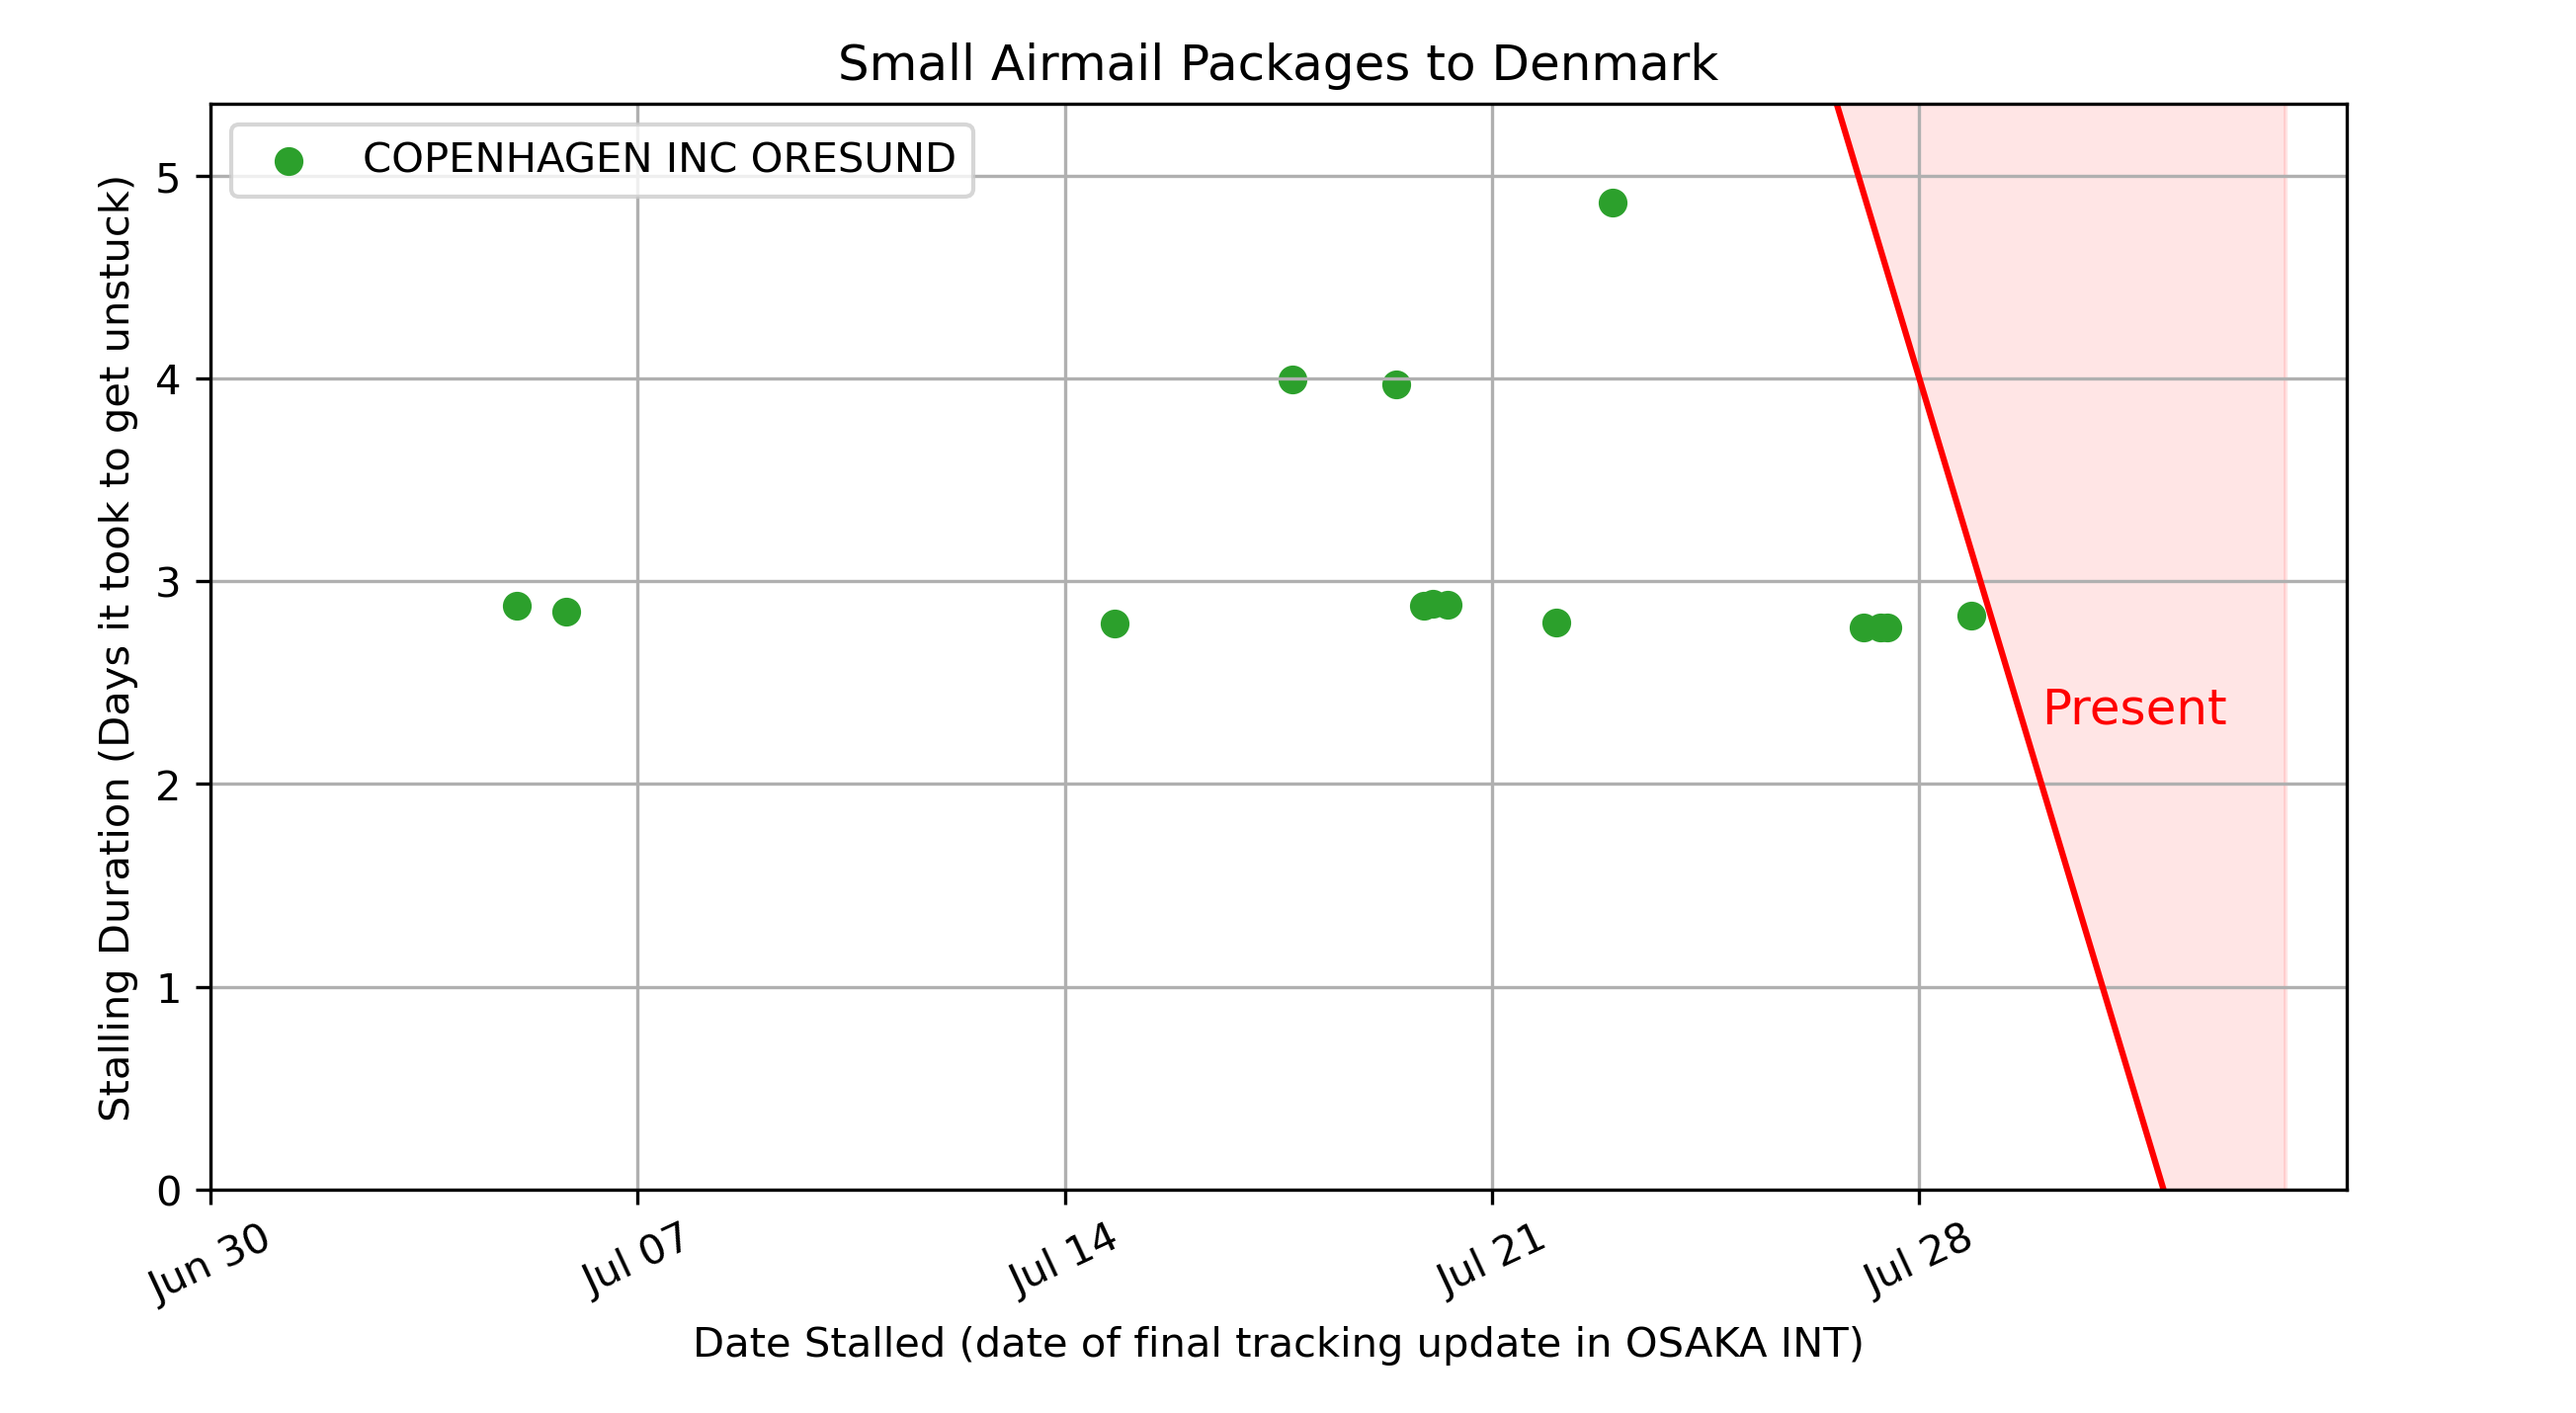 Small Airmail Packages to Denmark
COPENHAGEN INC ORESUND
Stalling Duration (Days it took to get unstuck)
5
4
3
2
1
0
Present
Jun 30
Jul 07
Jul 14
Jul 21
Jul 28
Date Stalled (date of final tracking update in OSAKA INT)